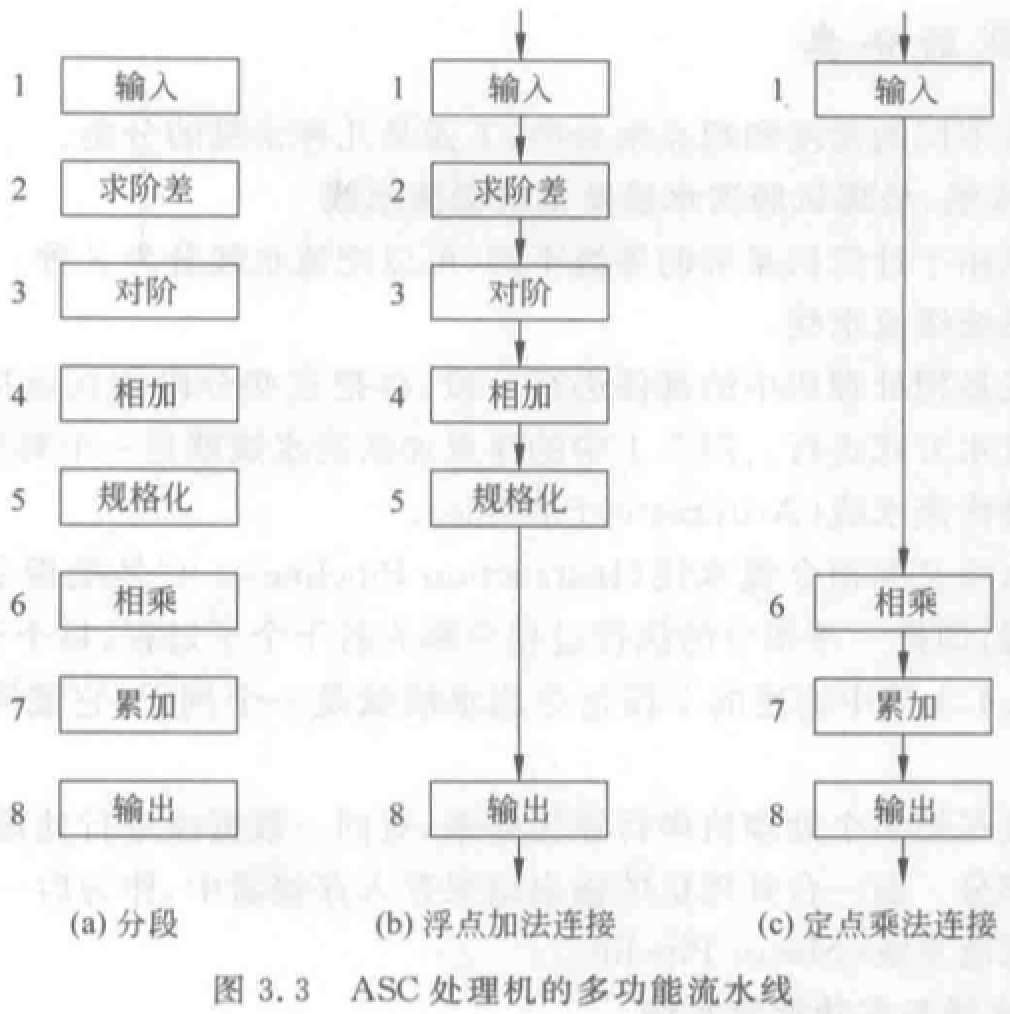 1 输入
2 求阶差
3 对阶
4 相加
5 规格化
6 相乘
7 累加
8 输出
(a) 分段
1 输入
2 求阶差
3 对阶
4 相加
5 规格化
8 输出
(b) 浮点加法连接
1 输入
6 相乘
7 累加
8 输出
(c) 定点乘法连接
图 3.3 ASC 处理机的多功能流水线